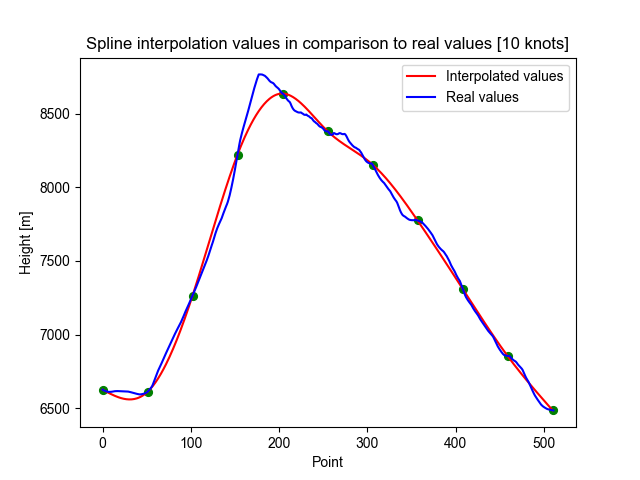 Spline interpolation values in comparison to real values [10 knots]
Interpolated values
Real values
Height [m]
8500
8000
7500
7000
6500
0 100 200 300 400 500
Point